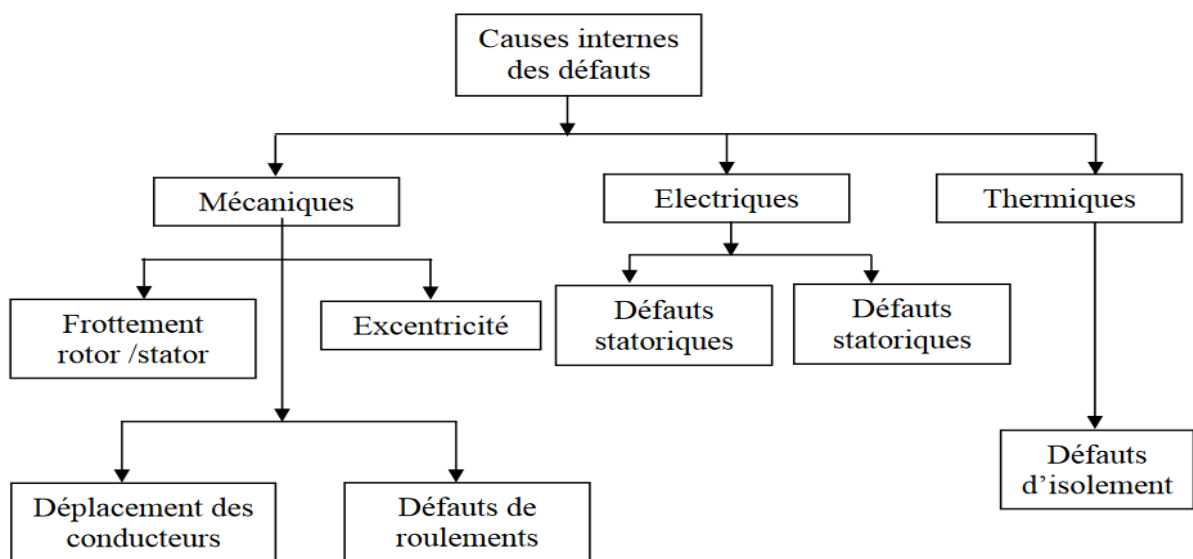 Causes internes
des défauts
Mécaniques
Electriques
Thermiques
Frottement
rotor /stator
Excentricité
Défauts
statoriques
Défauts
statoriques
Déplacement des
conducteurs
Défauts de
roulements
Défauts
d’isolement